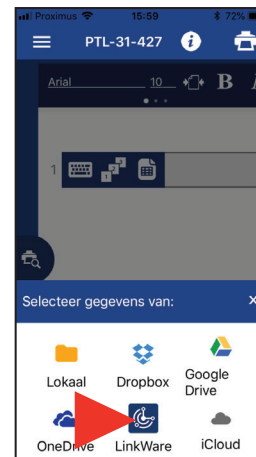 Proximus 15:59 72%
PTL-31-427
Arial 10 B
1
Selecteer gegevens van: x
Lokaal Dropbox Google Drive
OneDrive LinkWare iCloud